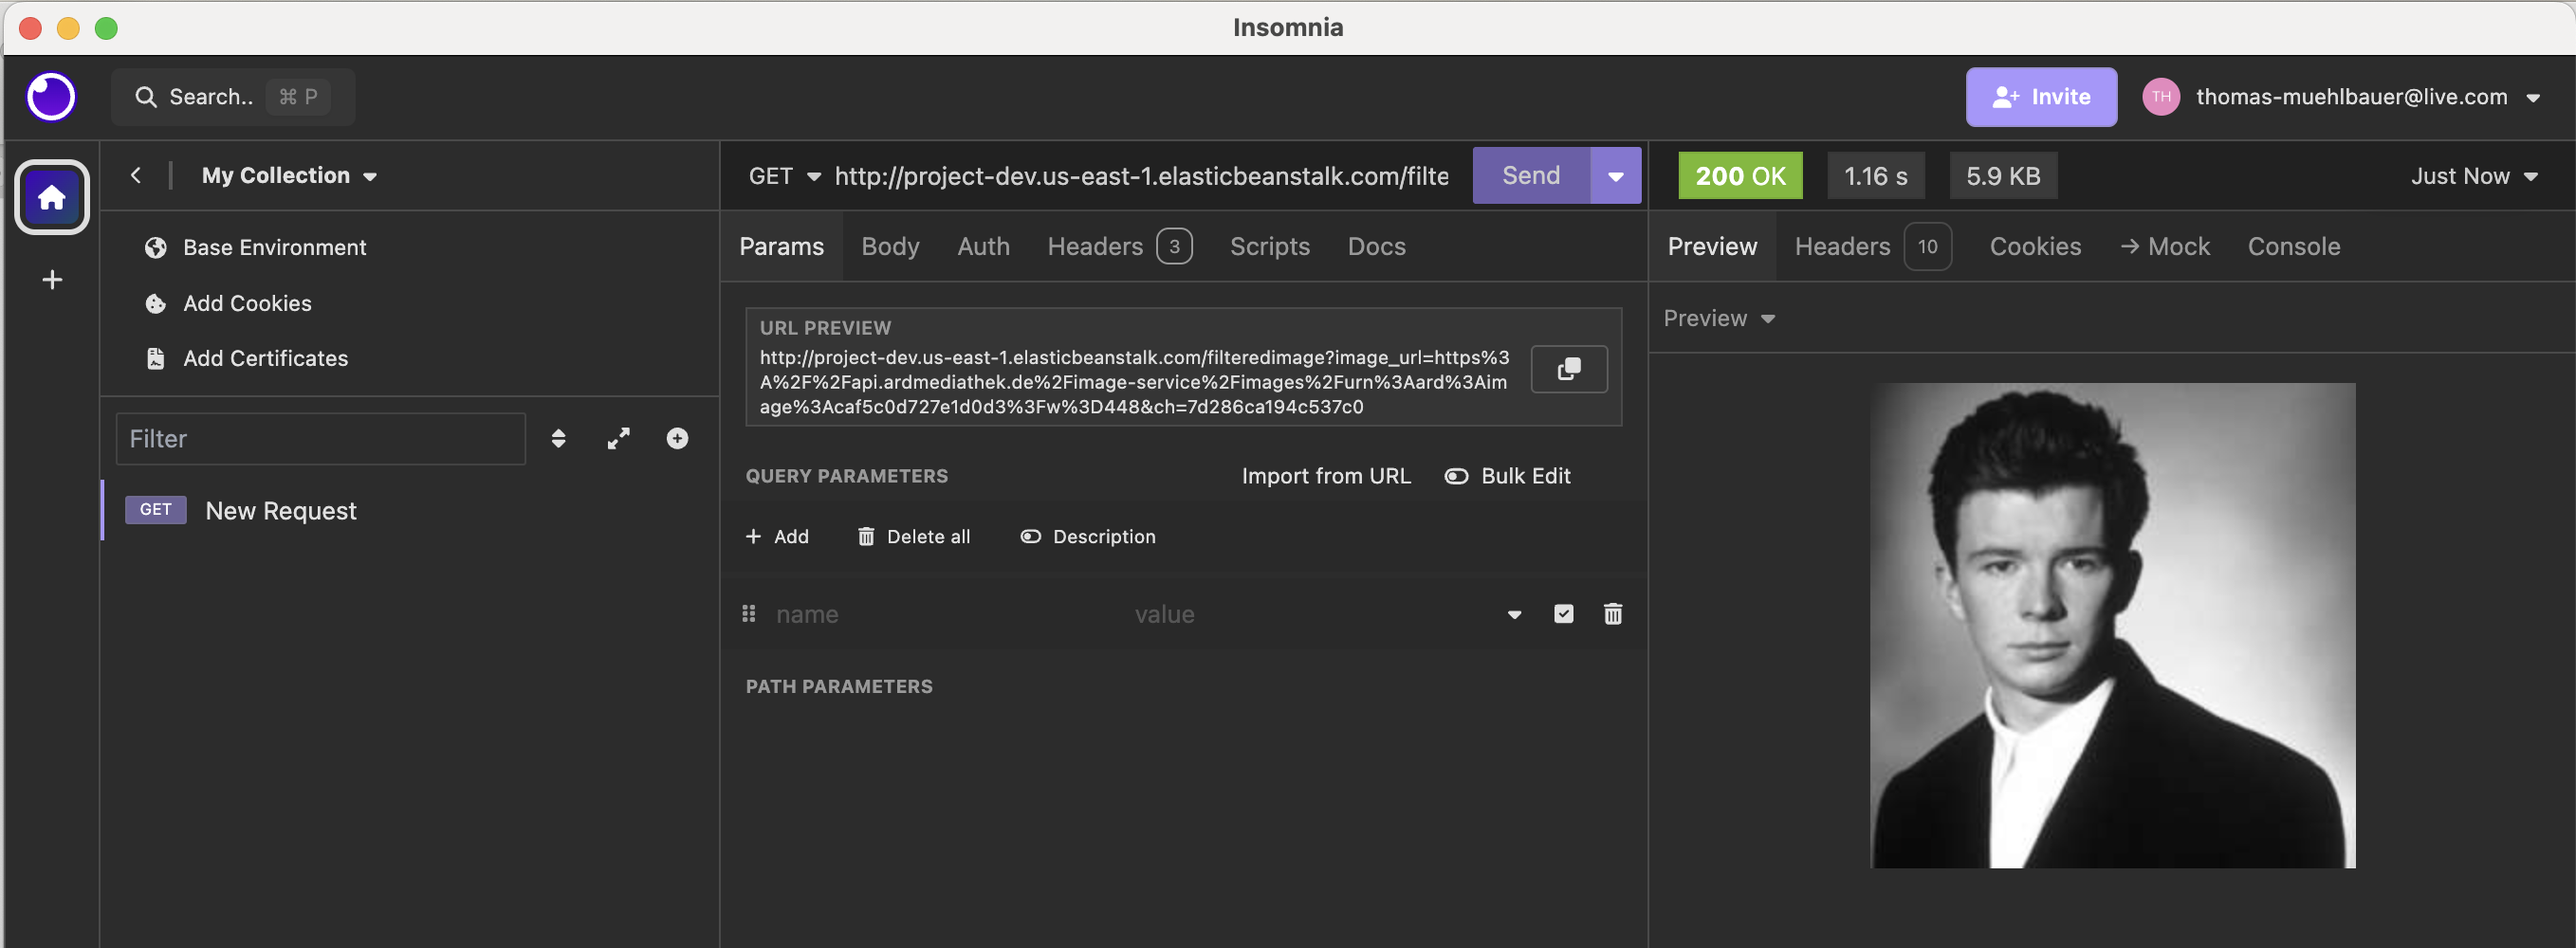 Insomnia
Search.. ⌘ P
Invite
TH
thomas-muehlbauer@live.com
My Collection
GET
http://project-dev.us-east-1.elasticbeanstalk.com/filte
Send
200 OK
1.16 s
5.9 KB
Just Now
Base Environment
Add Cookies
Add Certificates
Filter
GET New Request
Params Body Auth Headers 3 Scripts Docs
URL PREVIEW
http://project-dev.us-east-1.elasticbeanstalk.com/filteredimage?image_url=https%3
A%2F%2Fapi.ardmediathek.de%2Fimage-service%2Fimages%2Furn%3Aard%3Aim
age%3Acaf5c0d727e1d0d3%3Fw%3D448&ch=7d286ca194c537c0
QUERY PARAMETERS
Import from URL
Bulk Edit
Add
Delete all
Description
name
value
PATH PARAMETERS
Preview Headers 10 Cookies → Mock Console
Preview